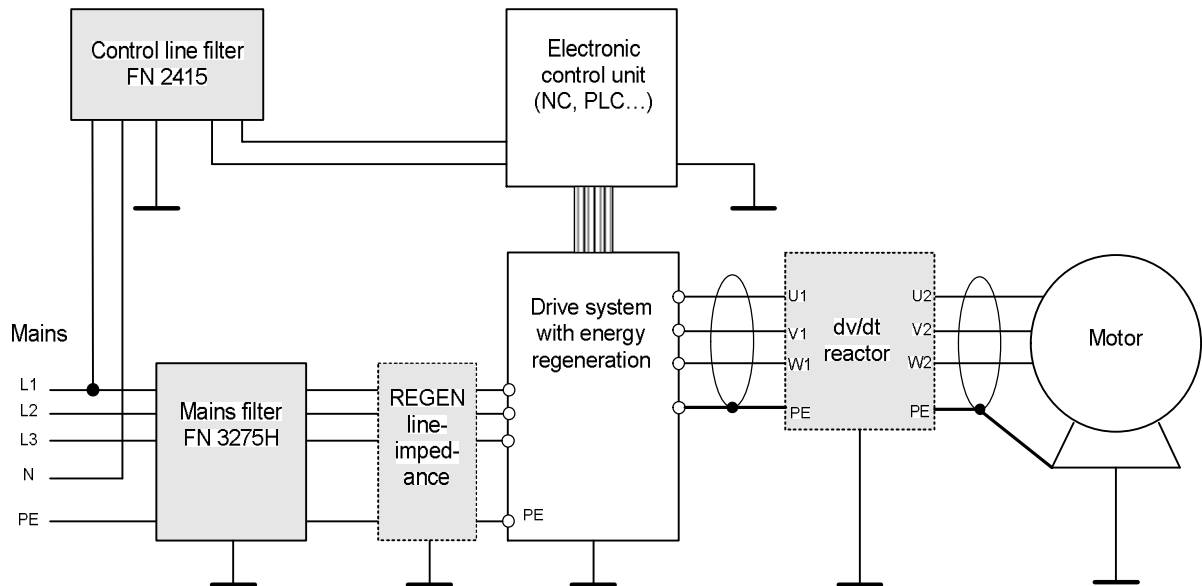 Control line filter
FN 2415
Electronic
control unit
(NC, PLC…)
Mains
L1
L2
L3
N
PE
Mains filter
FN 3275H
REGEN
line-
imped-
ance
Drive system
with energy
regeneration
PE
U1
V1
W1
PE
dv/dt
reactor
U2
V2
W2
PE
Motor